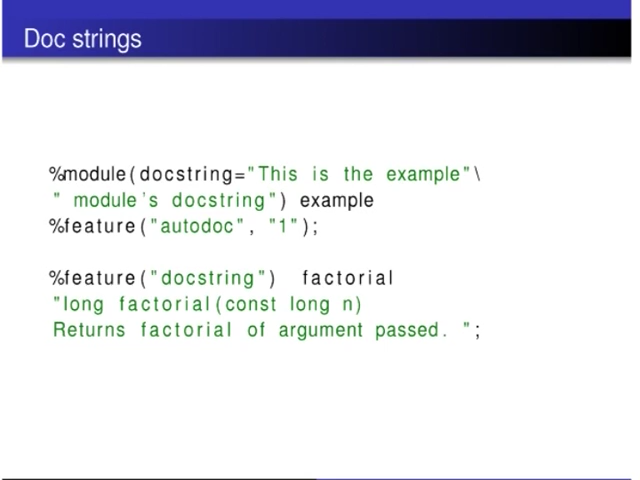 Doc strings
%module(docstring="This is the example"\
" module's docstring") example
%feature("autodoc", "1");
%feature("docstring") factorial
"long factorial(const long n)
Returns factorial of argument passed. ";